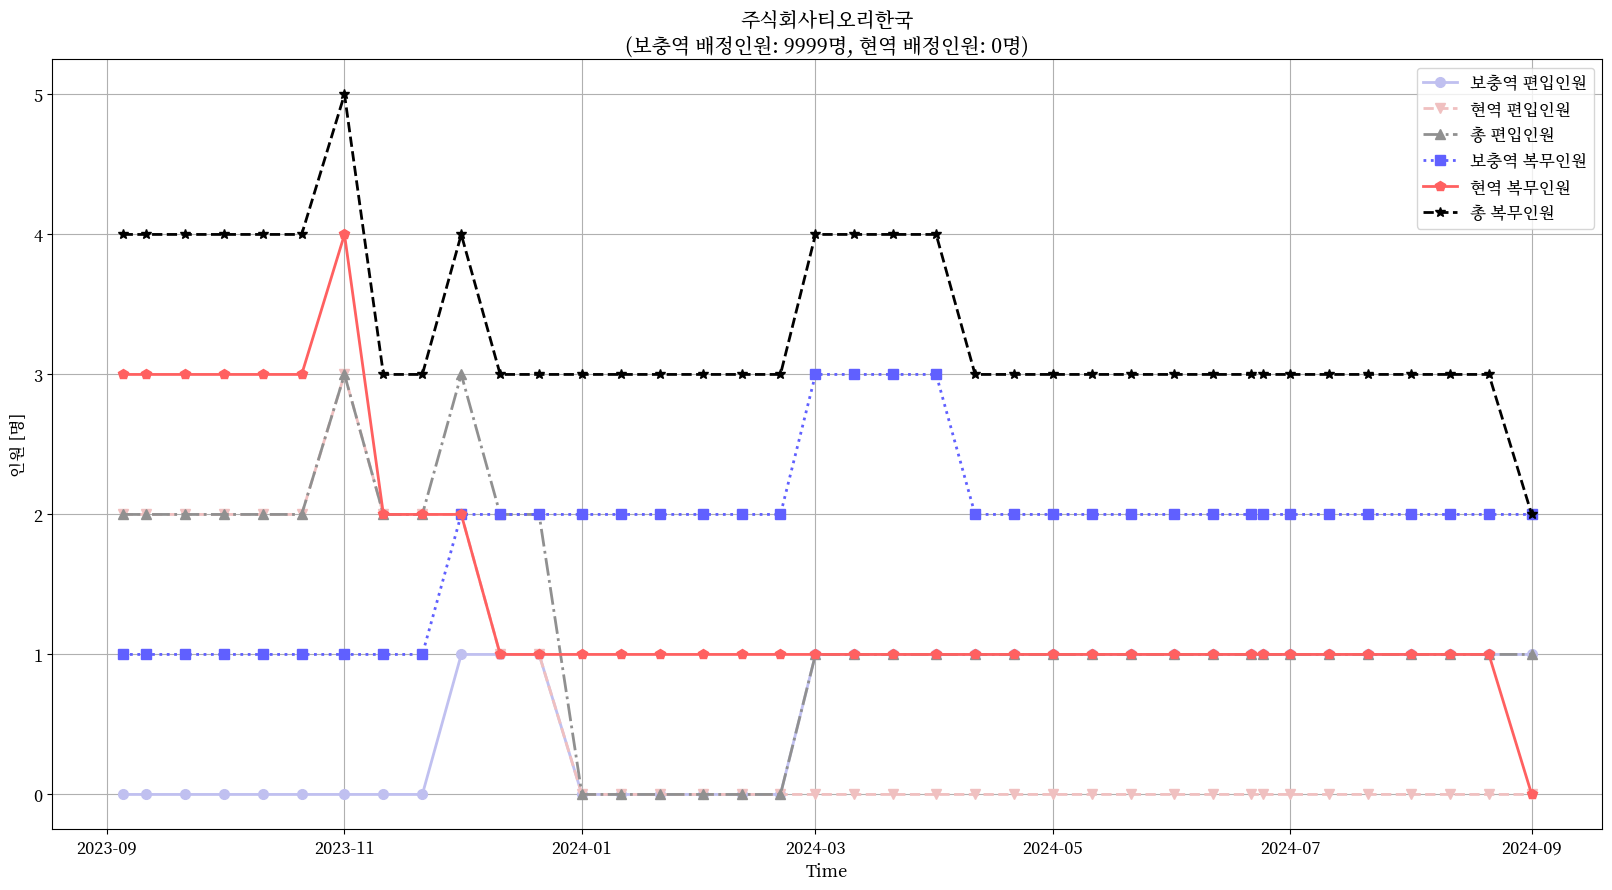 주식회사티오리한국
(보충역 배정인원: 9999명, 현역 배정인원: 0명)
보충역 편입인원
현역 편입인원
총 편입인원
보충역 복무인원
현역 복무인원
총 복무인원
인원 [명]
5
4
3
2
1
0
2023-09
2023-11
2024-01
2024-03
2024-05
2024-07
2024-09
Time